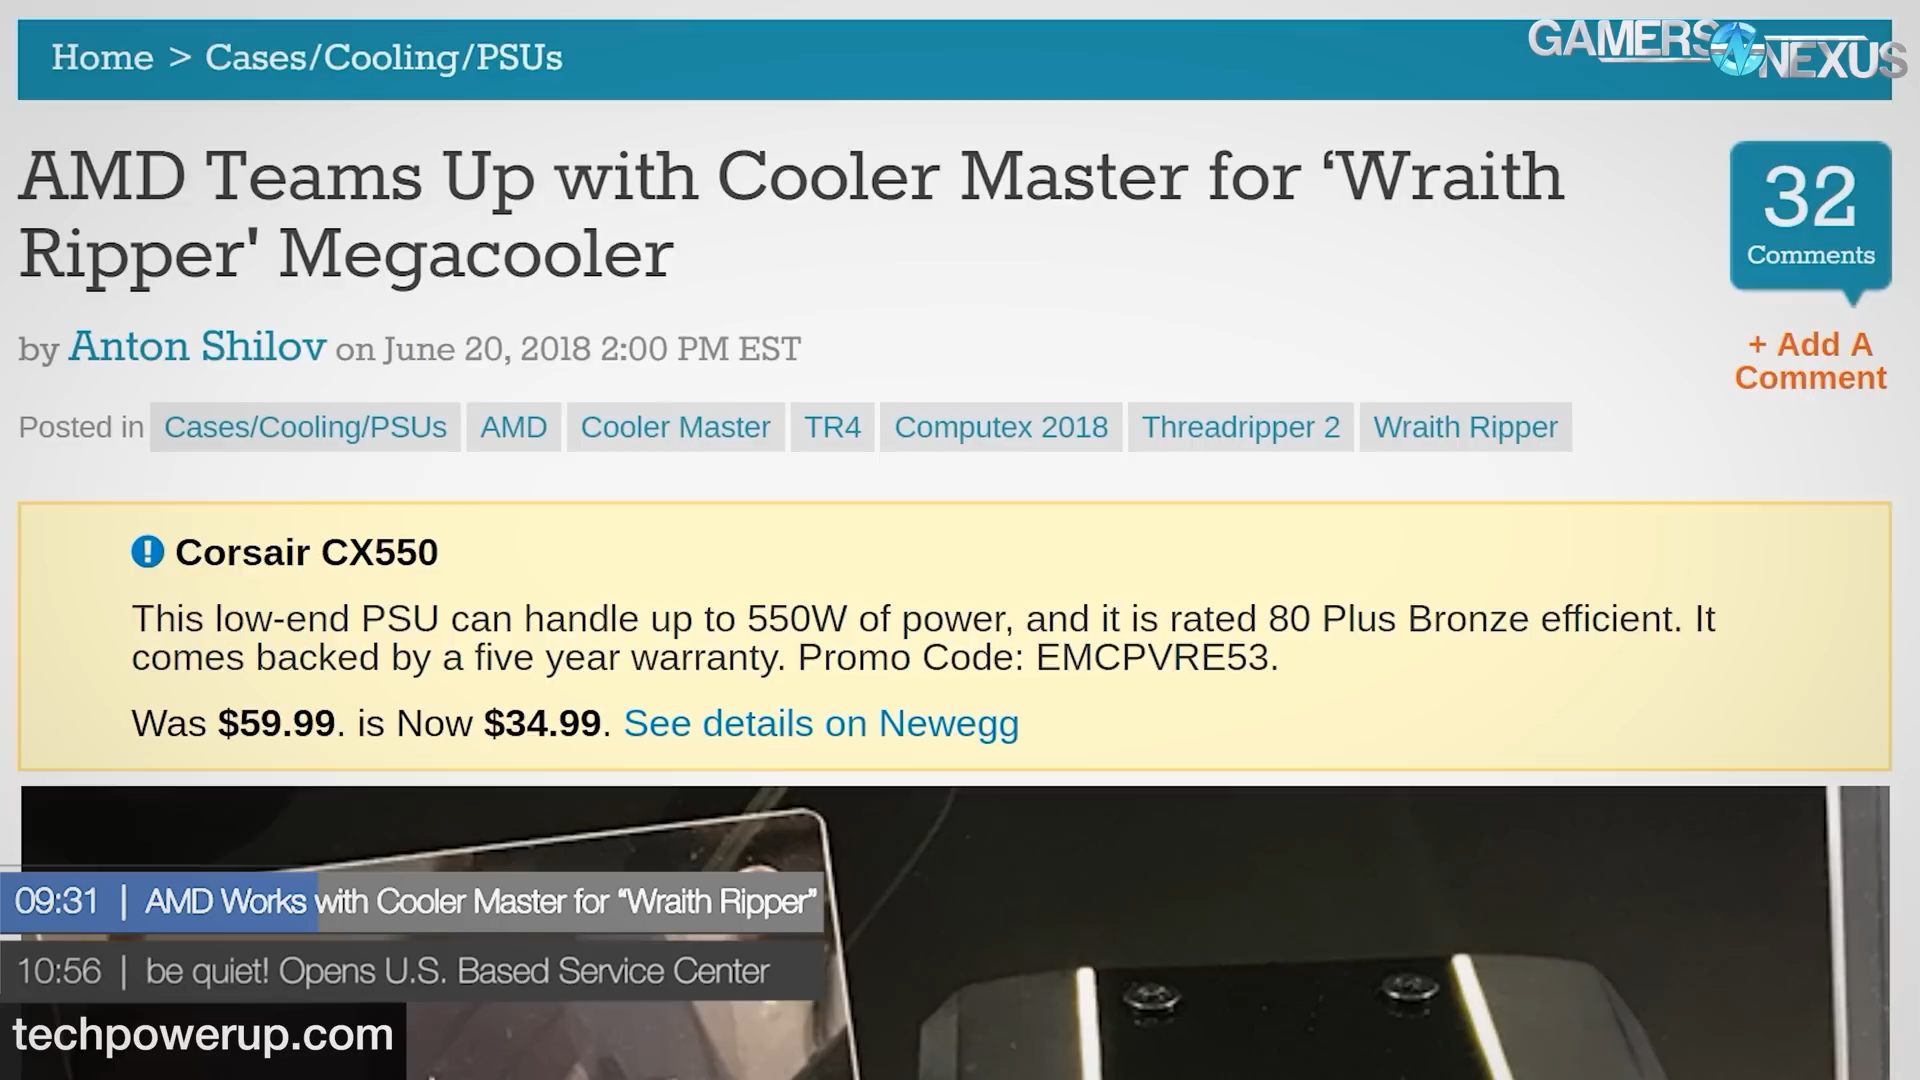 Home > Cases/Cooling/PSUs
GAMERS NEXUS
AMD Teams Up with Cooler Master for ‘Wraith
Ripper' Megacooler
32
Comments
by Anton Shilov on June 20, 2018 2:00 PM EST
+ Add A
Comment
Posted in Cases/Cooling/PSUs AMD Cooler Master TR4 Computex 2018 Threadripper 2 Wraith Ripper
Corsair CX550
This low-end PSU can handle up to 550W of power, and it is rated 80 Plus Bronze efficient. It
comes backed by a five year warranty. Promo Code: EMCPVRE53.
Was $59.99. is Now $34.99. See details on Newegg
09:31 | AMD Works with Cooler Master for “Wraith Ripper”
10:56 | be quiet! Opens U.S. Based Service Center
techpowerup.com